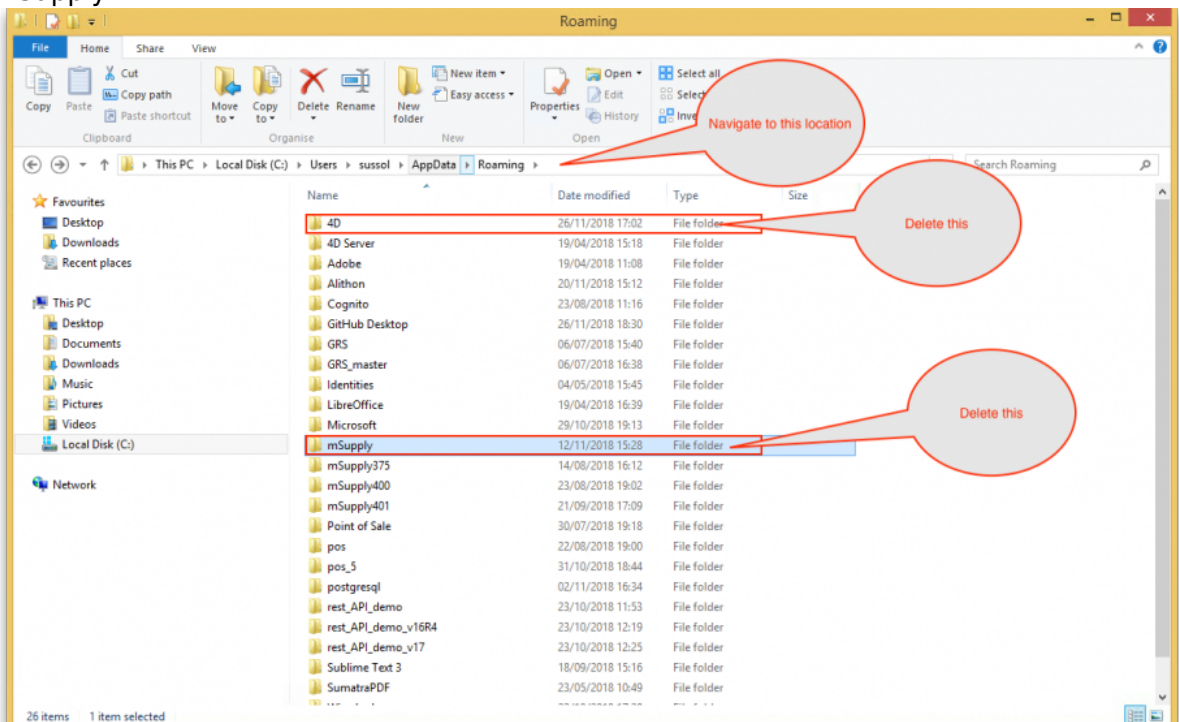 Supply
Roaming
File Home Share View
Copy
Paste
Cut
Copy path
Paste shortcut
Clipboard
Move to
Copy to
Delete
Rename
Organise
New folder
New item
Easy access
New
Properties
Open
Edit
History
Open
Select all
Navigate to this location
This PC Local Disk (C:) Users sussol AppData Roaming
Search Roaming
Favourites
Desktop
Downloads
Recent places
This PC
Desktop
Documents
Downloads
Music
Pictures
Videos
Local Disk (C:)
Network
Name Date modified Type Size
4D 26/11/2018 17:02 File folder
4D Server 19/04/2018 15:18 File folder
Adobe 19/04/2018 11:08 File folder
Alithon 20/11/2018 15:12 File folder
Cognito 23/08/2018 11:16 File folder
GitHub Desktop 26/11/2018 18:30 File folder
GRS 06/07/2018 15:40 File folder
GRS_master 06/07/2018 16:38 File folder
Identities 04/05/2018 15:45 File folder
LibreOffice 19/04/2018 16:39 File folder
Microsoft 29/10/2018 19:13 File folder
mSupply 12/11/2018 15:28 File folder
mSupply375 14/08/2018 16:12 File folder
mSupply400 23/08/2018 19:02 File folder
mSupply401 21/09/2018 17:09 File folder
Point of Sale 30/07/2018 19:18 File folder
pos 22/08/2018 19:00 File folder
pos_5 31/10/2018 18:44 File folder
postgresql 02/11/2018 16:34 File folder
rest_API_demo 23/10/2018 11:53 File folder
rest_API_demo_v16R4 23/10/2018 12:19 File folder
rest_API_demo_v17 23/10/2018 12:25 File folder
Sublime Text 3 18/09/2018 15:16 File folder
SumatraPDF 23/05/2018 10:49 File folder
Delete this
Delete this
26 items 1 item selected